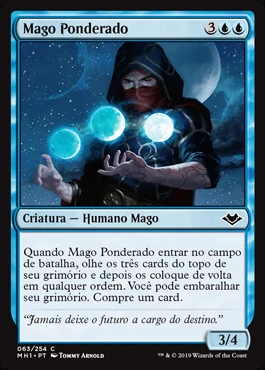 Mago Ponderado 3
Criatura — Humano Mago
Quando Mago Ponderado entrar no campo
de batalha, olhe os três cards do topo de
seu grimório e depois os coloque de volta
em qualquer ordem. Você pode embaralhar
seu grimório. Compre um card.
“Jamais deixe o futuro a cargo do destino.”
3/4
063/254 C
MH1 • PT Tommy Arnold
™ & © 2019 Wizards of the Coast